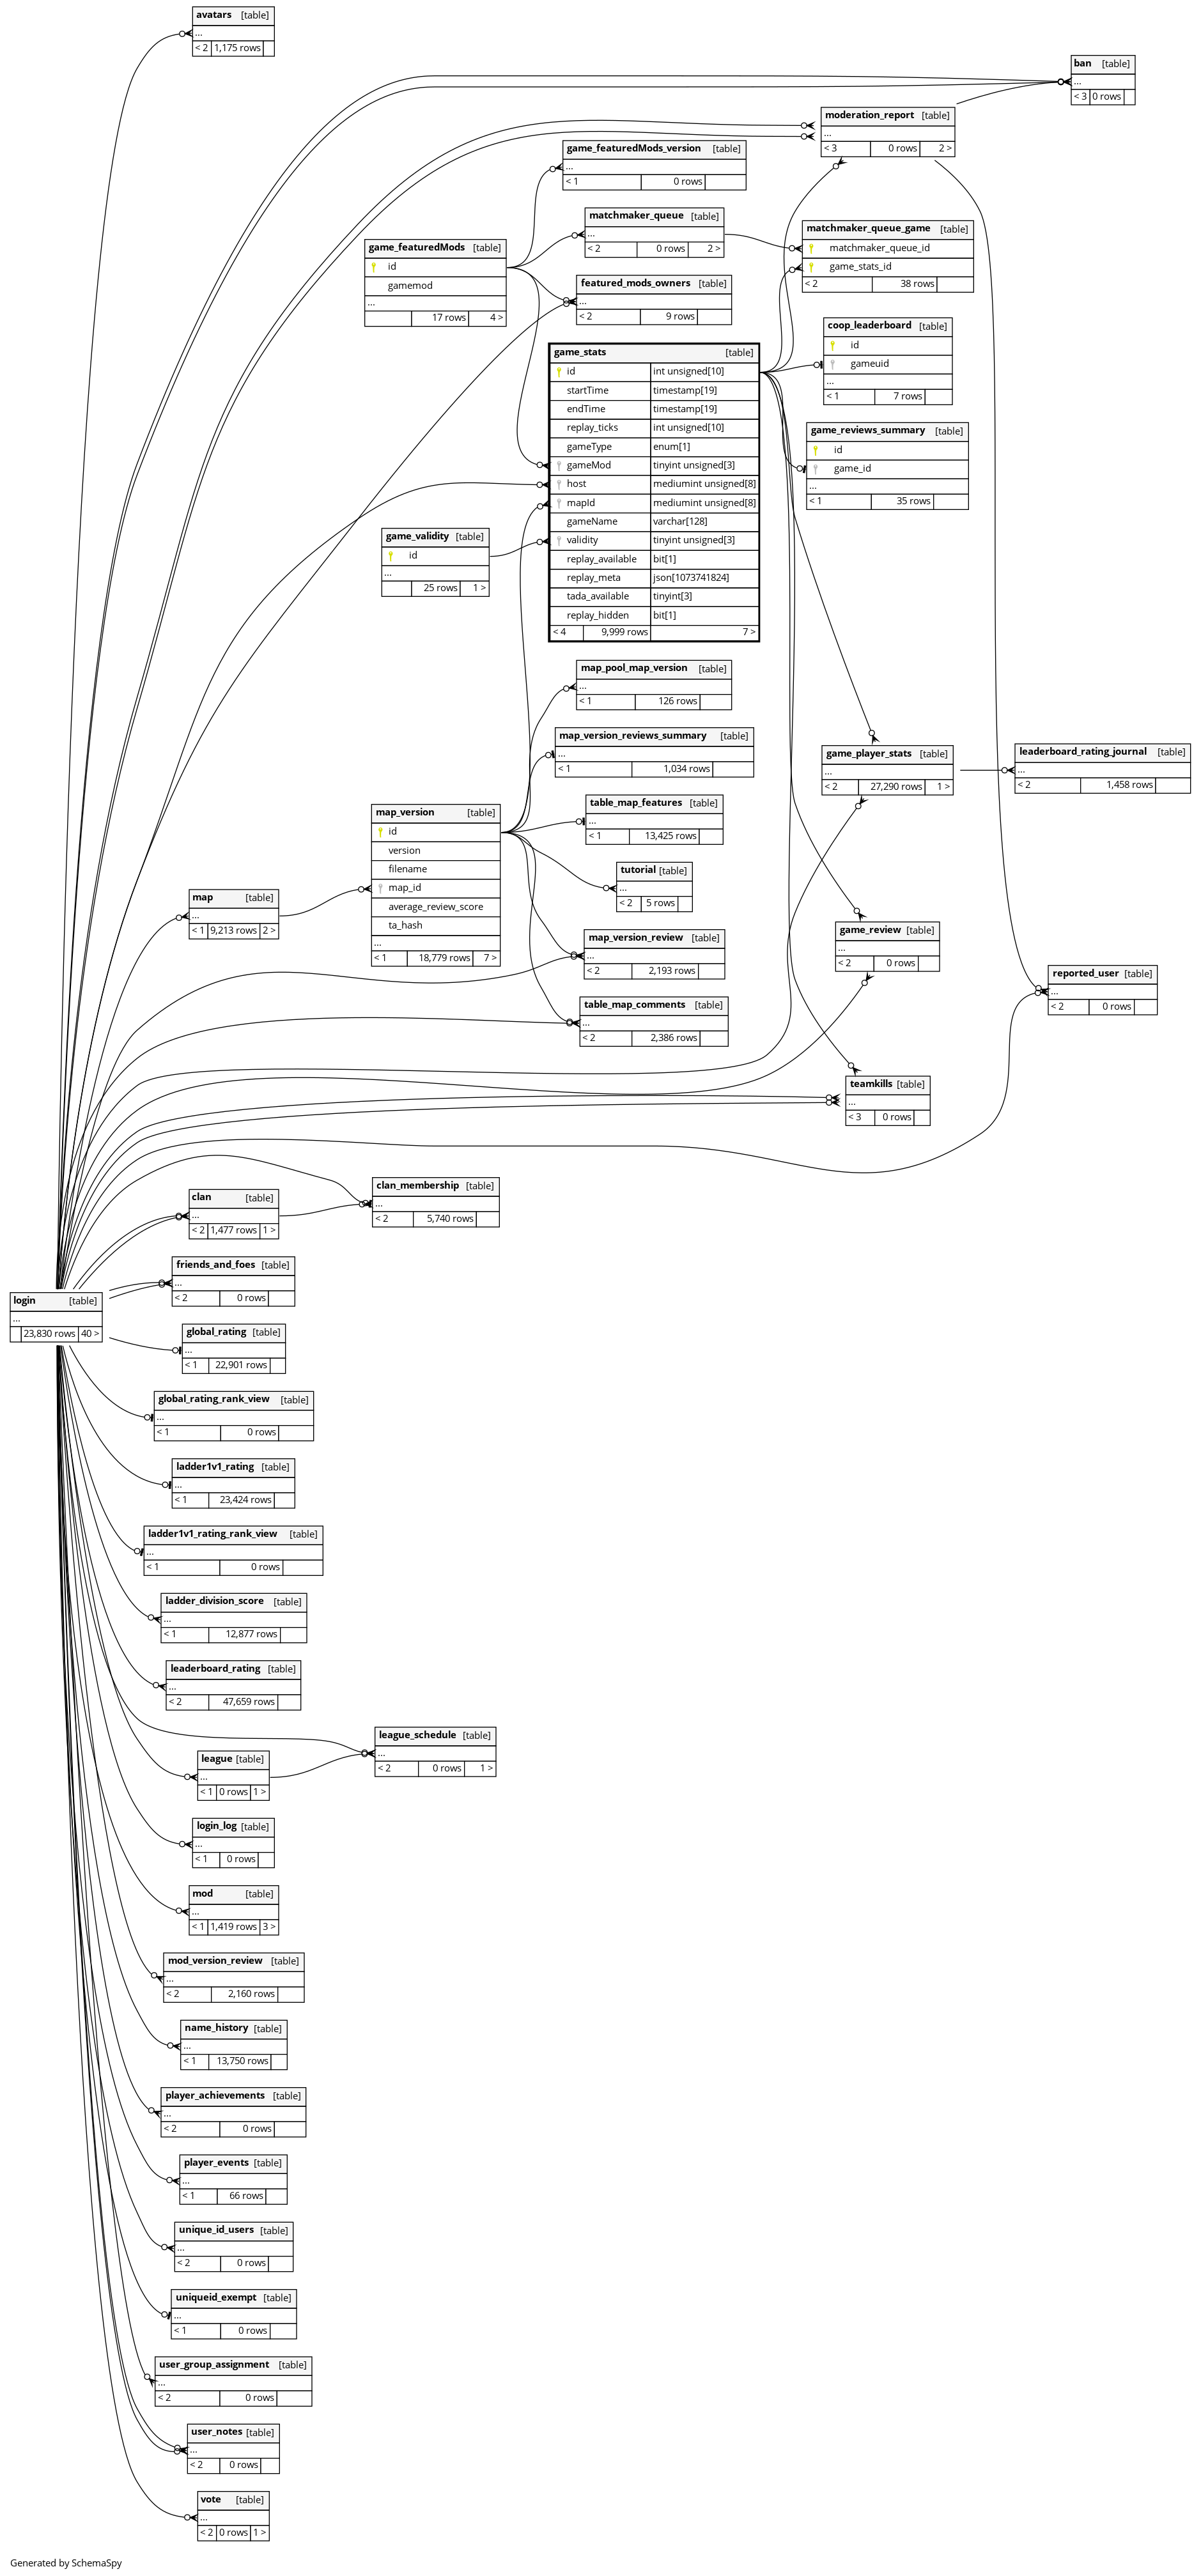 avatars [table]
...
< 2 1,175 rows
ban [table]
...
< 3 0 rows
moderation_report [table]
...
< 3 0 rows 2 >
game_featuredMods_version [table]
...
< 1 0 rows
matchmaker_queue [table]
...
< 2 0 rows 2 >
matchmaker_queue_game [table]
matchmaker_queue_id
game_stats_id
< 2 38 rows
game_featuredMods [table]
id
gamemod
...
17 rows 4 >
featured_mods_owners [table]
...
< 2 9 rows
coop_leaderboard [table]
id
gameuid
...
< 1 7 rows
game_stats [table]
id int unsigned[10]
startTime timestamp[19]
endTime timestamp[19]
replay_ticks int unsigned[10]
gameType enum[1]
gameMod tinyint unsigned[3]
host mediumint unsigned[8]
mapId mediumint unsigned[8]
gameName varchar[128]
validity tinyint unsigned[3]
replay_available bit[1]
replay_meta json[1073741824]
tada_available tinyint[3]
replay_hidden bit[1]
< 4 9,999 rows 7 >
game_reviews_summary [table]
id
game_id
...
< 1 35 rows
game_validity [table]
id
...
25 rows 1 >
map_pool_map_version [table]
...
< 1 126 rows
map_version_reviews_summary [table]
...
< 1 1,034 rows
game_player_stats [table]
...
< 2 27,290 rows 1 >
leaderboard_rating_journal [table]
...
< 2 1,458 rows
table_map_features [table]
...
< 1 13,425 rows
map_version [table]
id
version
filename
map_id
average_review_score
ta_hash
...
< 1 18,779 rows 7 >
tutorial [table]
...
< 2 5 rows
map [table]
...
< 1 9,213 rows 2 >
map_version_review [table]
...
< 2 2,193 rows
game_review [table]
...
< 2 0 rows
reported_user [table]
...
< 2 0 rows
table_map_comments [table]
...
< 2 2,386 rows
teamkills [table]
...
< 3 0 rows
clan_membership [table]
...
< 2 5,740 rows
clan [table]
...
< 2 1,477 rows 1 >
friends_and_foes [table]
...
< 2 0 rows
login [table]
...
23,830 rows 40 >
global_rating [table]
...
< 1 22,901 rows
global_rating_rank_view [table]
...
< 1 0 rows
ladder1v1_rating [table]
...
< 1 23,424 rows
ladder1v1_rating_rank_view [table]
...
< 1 0 rows
ladder_division_score [table]
...
< 1 12,877 rows
leaderboard_rating [table]
...
< 2 47,659 rows
league_schedule [table]
...
< 2 0 rows 1 >
league [table]
...
< 1 0 rows 1 >
login_log [table]
...
< 1 0 rows
mod [table]
...
< 1 1,419 rows 3 >
mod_version_review [table]
...
< 2 2,160 rows
name_history [table]
...
< 1 13,750 rows
player_achievements [table]
...
< 2 0 rows
player_events [table]
...
< 1 66 rows
unique_id_users [table]
...
< 2 0 rows
uniqueid_exempt [table]
...
< 1 0 rows
user_group_assignment [table]
...
< 2 0 rows
user_notes [table]
...
< 2 0 rows
vote [table]
...
< 2 0 rows 1 >
Generated by SchemaSpy